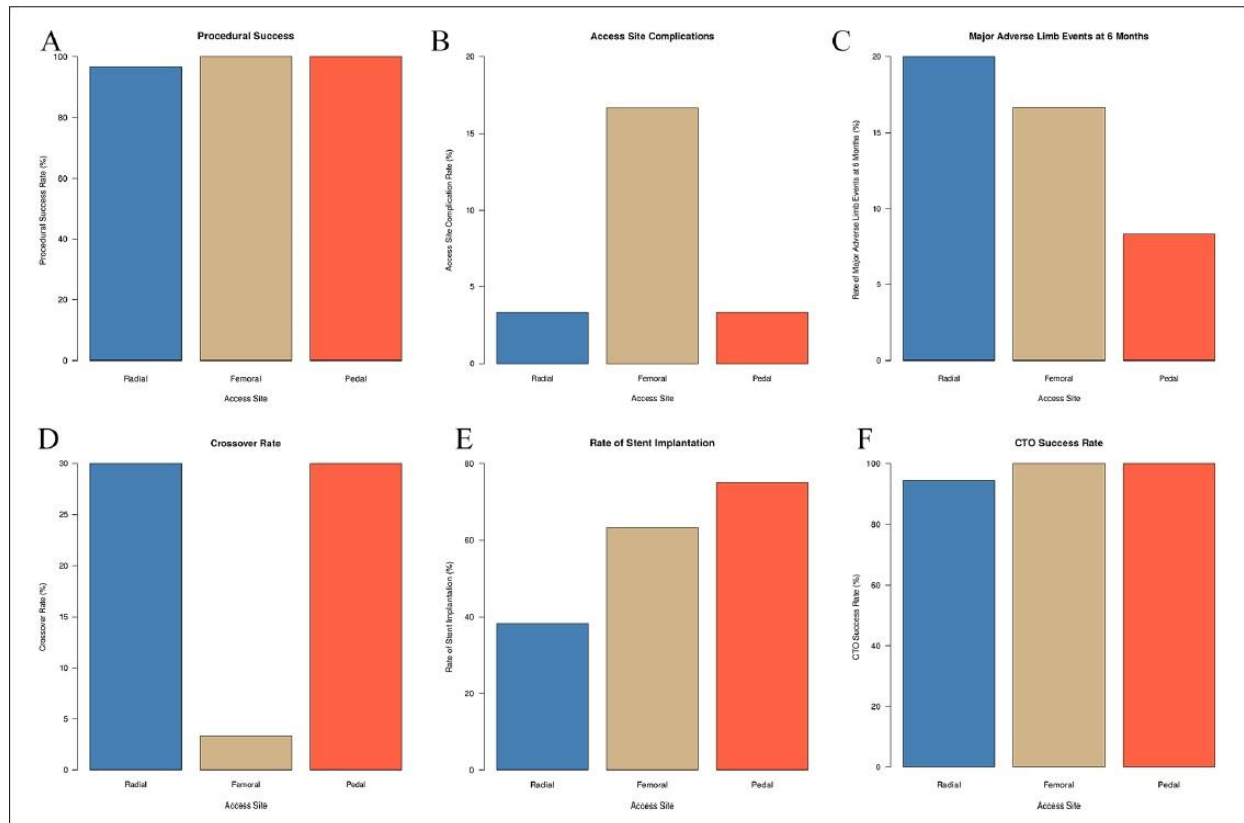 A
Procedural Success
Procedural Success Rate (%)
100
80
60
40
20
0
Radial Femoral Pedal
Access Site
B
Access Site Complications
Access Site Complication Rate (%)
20
15
10
5
0
Radial Femoral Pedal
Access Site
C
Major Adverse Limb Events at 6 Months
Rate of Major Adverse Limb Events at 6 Months (%)
20
15
10
5
0
Radial Femoral Pedal
Access Site
D
Crossover Rate
Crossover Rate (%)
30
25
20
15
10
5
0
Radial Femoral Pedal
Access Site
E
Rate of Stent Implantation
Rate of Stent Implantation (%)
80
60
40
20
0
Radial Femoral Pedal
Access Site
F
CTO Success Rate
CTO Success Rate (%)
100
80
60
40
20
0
Radial Femoral Pedal
Access Site